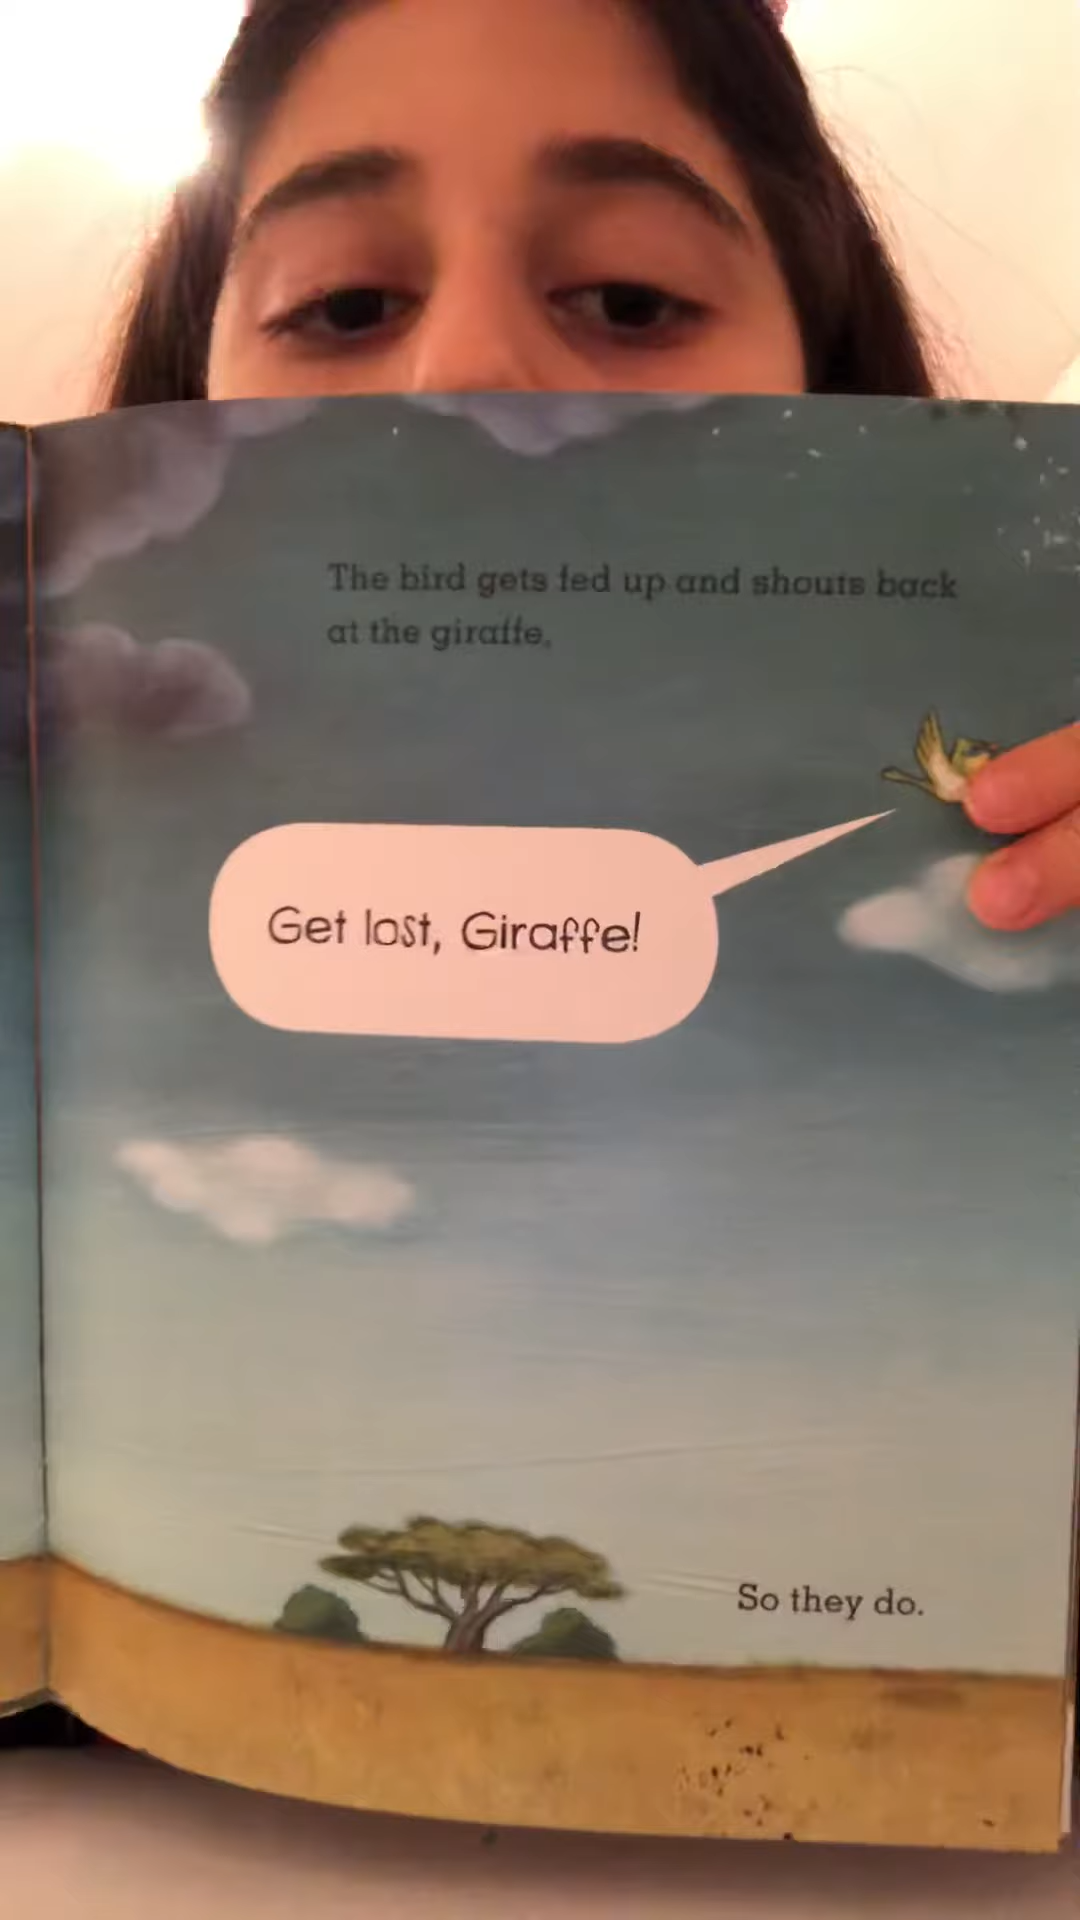 The bird gets fed up and shouts back
at the giraffe,
Get lost, Giraffe!
So they do.